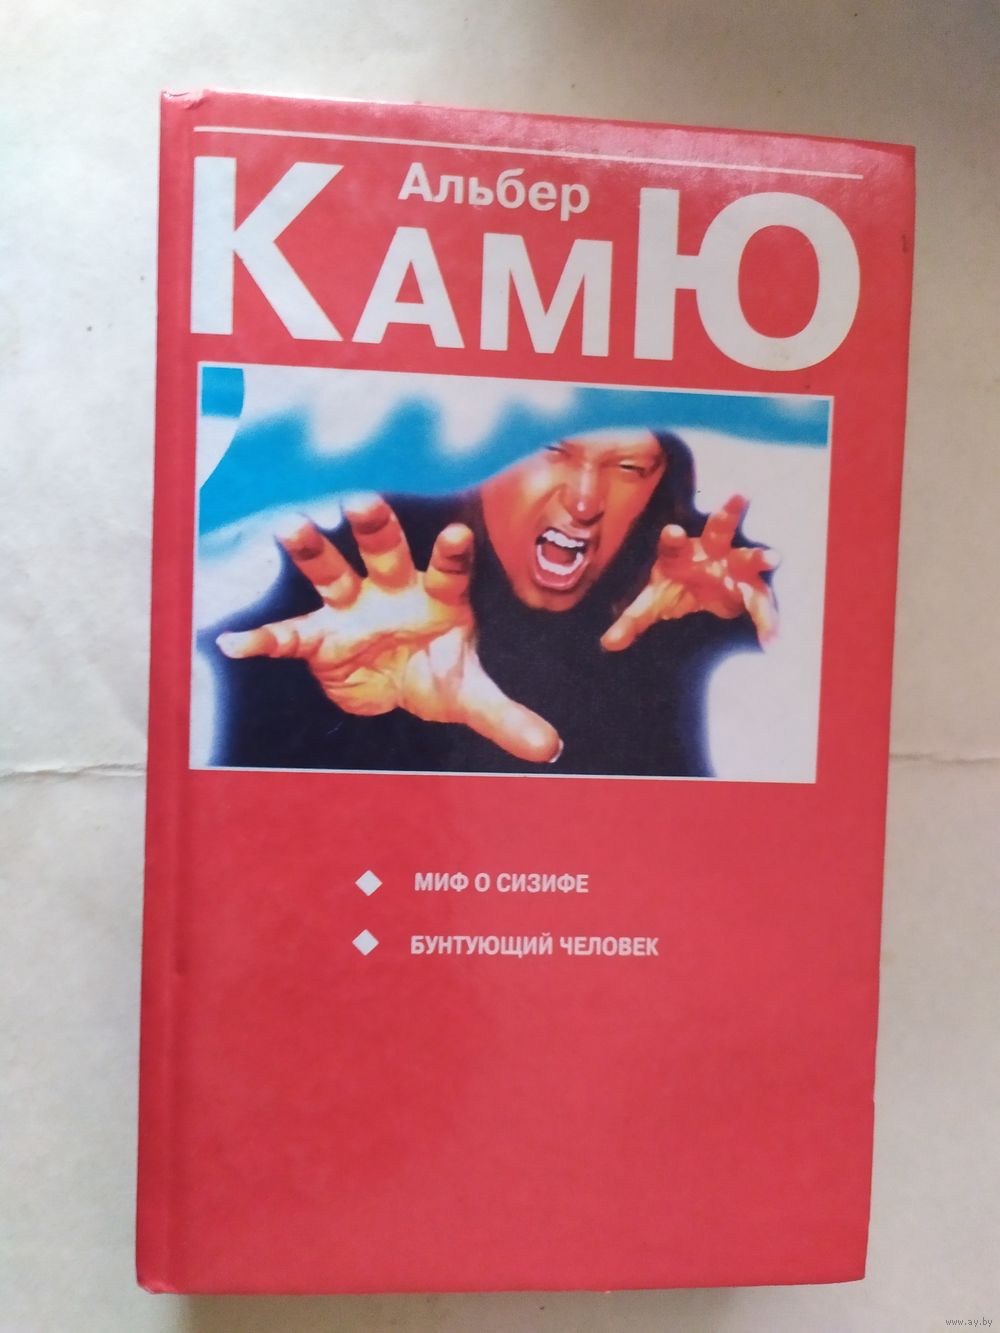 Альбер
Камю
◆ МИФ О СИЗИФЕ
◆ БУНТУЮЩИЙ ЧЕЛОВЕК
www.ay.by